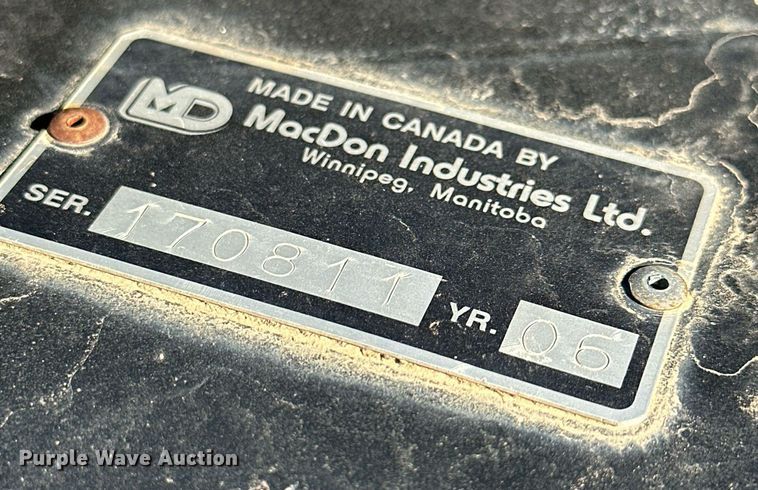 MD
MADE IN CANADA BY
MacDon Industries Ltd.
Winnipeg, Manitoba
SER. 170811 YR. 06
Purple Wave Auction